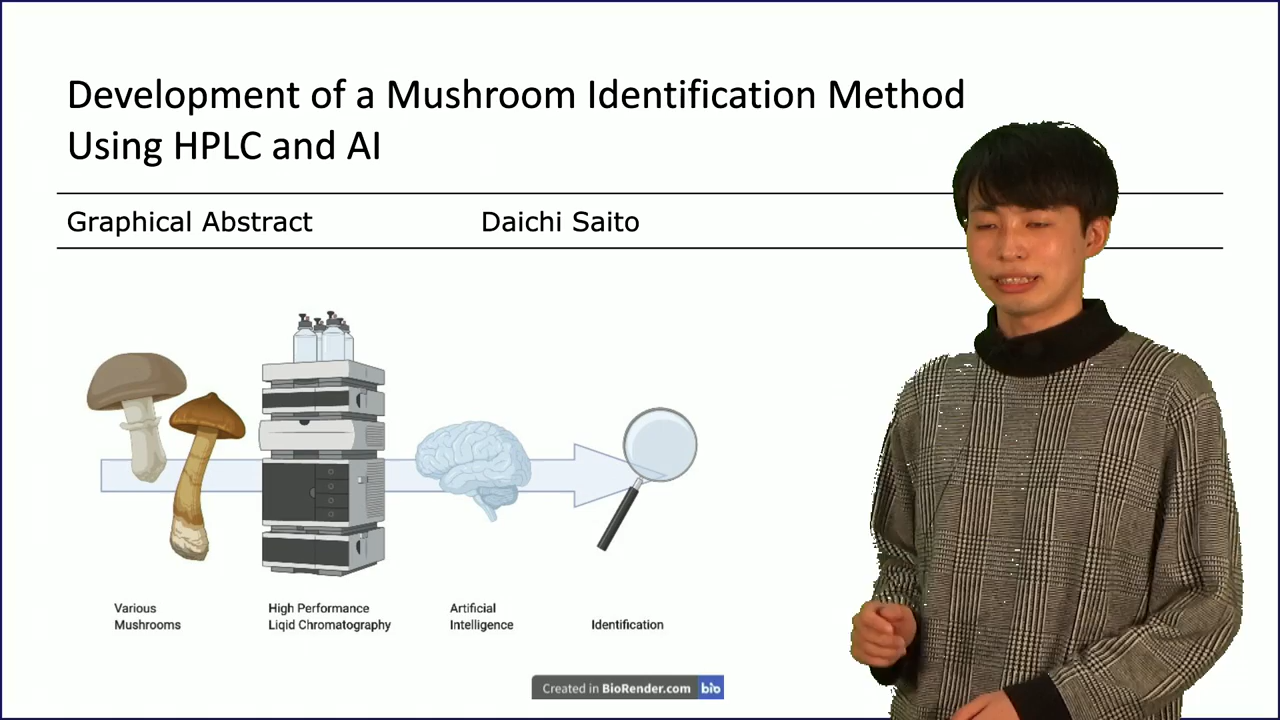 Development of a Mushroom Identification Method
Using HPLC and AI
Graphical Abstract Daichi Saito
Various
Mushrooms
High Performance
Liqid Chromatography
Artificial
Intelligence
Identification
Created in BioRender.com bio